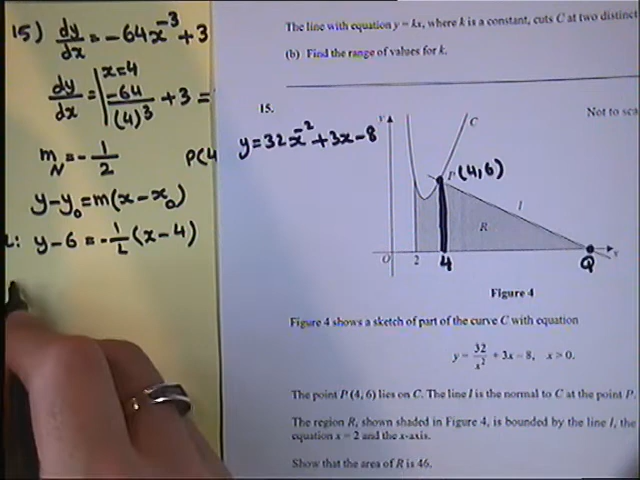 15) dy/dx = -64x⁻³ + 3
dy/dx = | x=4 -64/(4)³ + 3 =
m_N = -1/2
P(4
y-y₀=m(x-x₀)
: y-6 = -1/2 (x-4)
The line with equation y = kx, where k is a constant, cuts C at two distinct
(b) Find the range of values for k.
15.
Not to sca
y=32x⁻²+3x-8
y
C
P (4,6)
l
R
O 2 4 Q x
Figure 4
Figure 4 shows a sketch of part of the curve C with equation
y = 32/x² + 3x – 8, x > 0.
The point P (4, 6) lies on C. The line l is the normal to C at the point P.
The region R, shown shaded in Figure 4, is bounded by the line l, the
equation x = 2 and the x-axis.
Show that the area of R is 46.